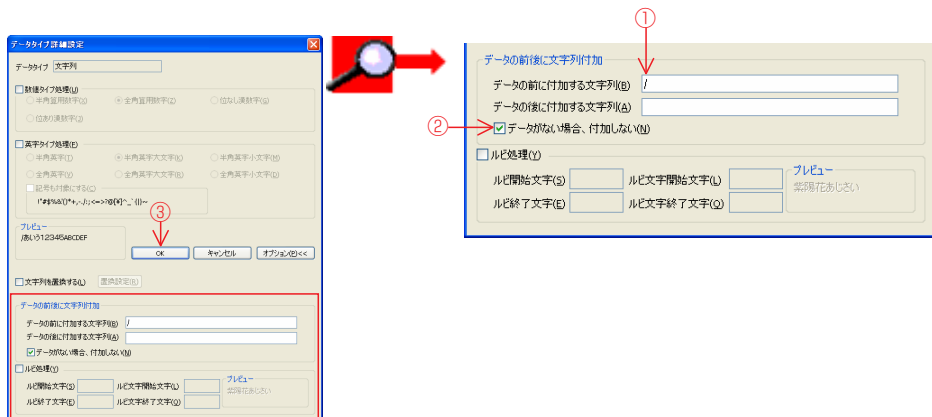 データタイプ詳細設定
データタイプ 文字列
数値タイプ処理(U)
半角算用数字(X) 全角算用数字(Z) 位なし漢数字(G)
位あり漢数字(J)
英字タイプ処理(E)
半角英字(T) 半角英字大文字(K) 半角英字小文字(M)
全角英字(V) 全角英字大文字(R) 全角英字小文字(D)
記号も対象にする(C)
!"#$%&'()*+,-./:;<=>?@[¥]^_`{|}~
③
プレビュー
/あいう12345ABCDEF
OK キャンセル オプション(P)<<
文字列を置換する(L) 置換設定(R)
データの前後に文字列付加
データの前に付加する文字列(B) /
データの後に付加する文字列(A)
データがない場合、付加しない(N)
ルビ処理(Y)
ルビ開始文字(S) ルビ文字開始文字(L) プレビュー
ルビ終了文字(E) ルビ文字終了文字(O) 紫陽花あじさい
①
データの前後に文字列付加
データの前に付加する文字列(B) /
データの後に付加する文字列(A)
② データがない場合、付加しない(N)
ルビ処理(Y)
ルビ開始文字(S) ルビ文字開始文字(L) プレビュー
紫陽花あじさい
ルビ終了文字(E) ルビ文字終了文字(O)